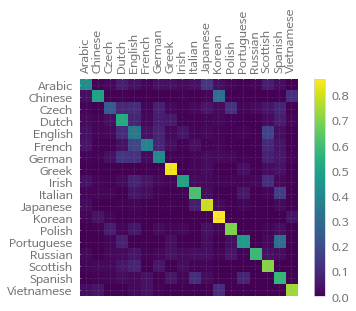 Arabic
Chinese
Czech
Dutch
English
French
German
Greek
Irish
Italian
Japanese
Korean
Polish
Portuguese
Russian
Scottish
Spanish
Vietnamese
Arabic
Chinese
Czech
Dutch
English
French
German
Greek
Irish
Italian
Japanese
Korean
Polish
Portuguese
Russian
Scottish
Spanish
Vietnamese
0.8
0.7
0.6
0.5
0.4
0.3
0.2
0.1
0.0